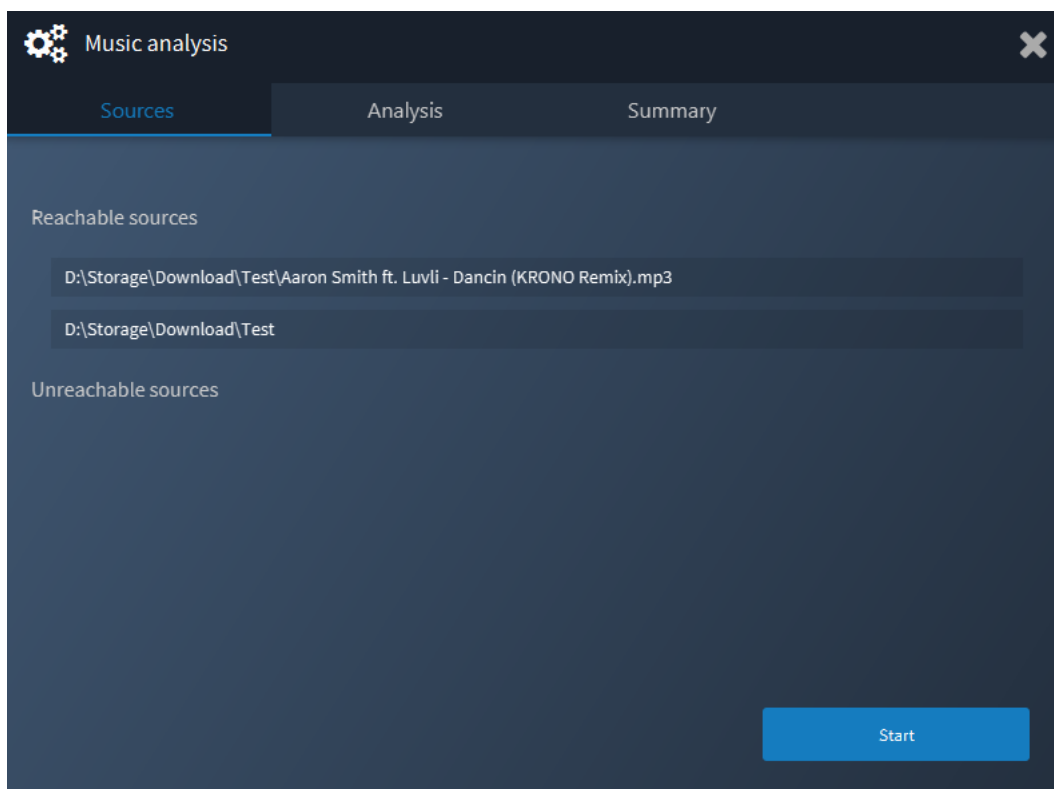 Music analysis
Sources Analysis Summary
Reachable sources
D:\Storage\Download\Test\Aaron Smith ft. Luvli - Dancin (KRONO Remix).mp3
D:\Storage\Download\Test
Unreachable sources
Start